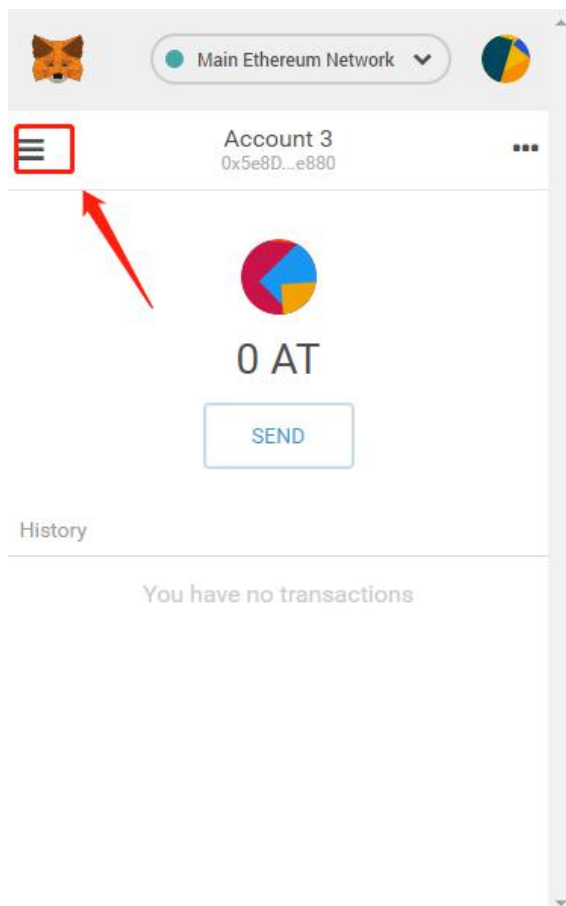 Main Ethereum Network
Account 3
0x5e8D...e880
0 AT
SEND
History
You have no transactions